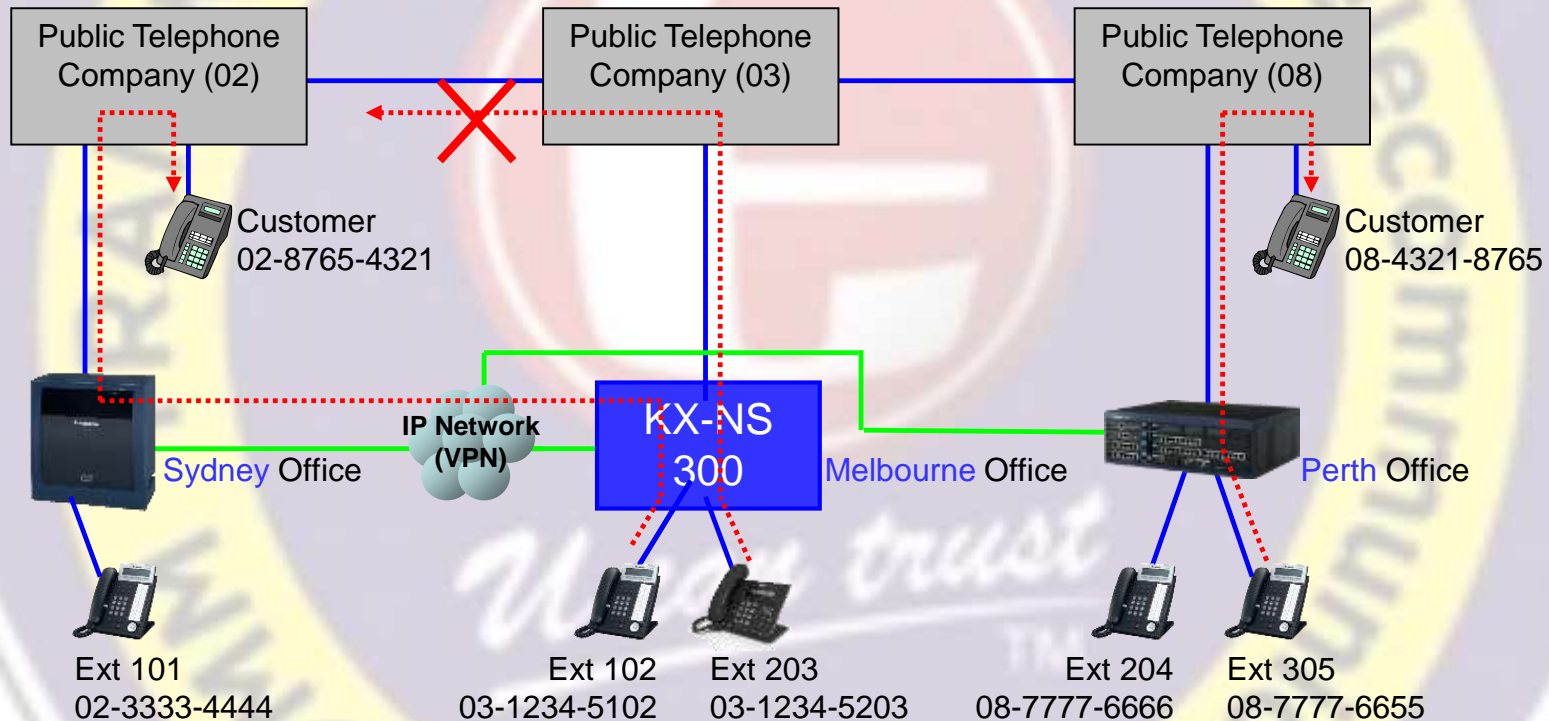 Public Telephone
Company (02)
Public Telephone
Company (03)
Public Telephone
Company (08)
Customer
02-8765-4321
Customer
08-4321-8765
IP Network
(VPN)
KX-NS
300
Sydney Office
Melbourne Office
Perth Office
Upon trust
TM
Ext 101
02-3333-4444
Ext 102
03-1234-5102
Ext 203
03-1234-5203
Ext 204
08-7777-6666
Ext 305
08-7777-6655